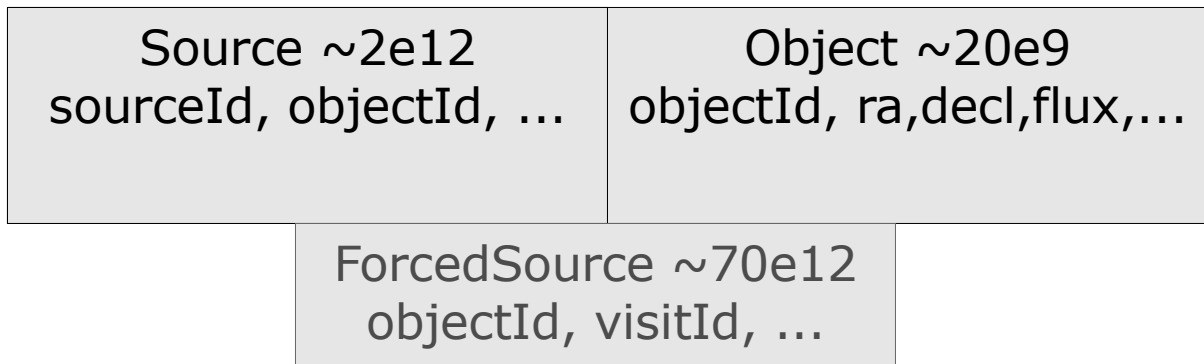 Source ~2e12
sourceId, objectId, ...
Object ~20e9
objectId, ra,decl,flux,...
ForcedSource ~70e12
objectId, visitId, ...